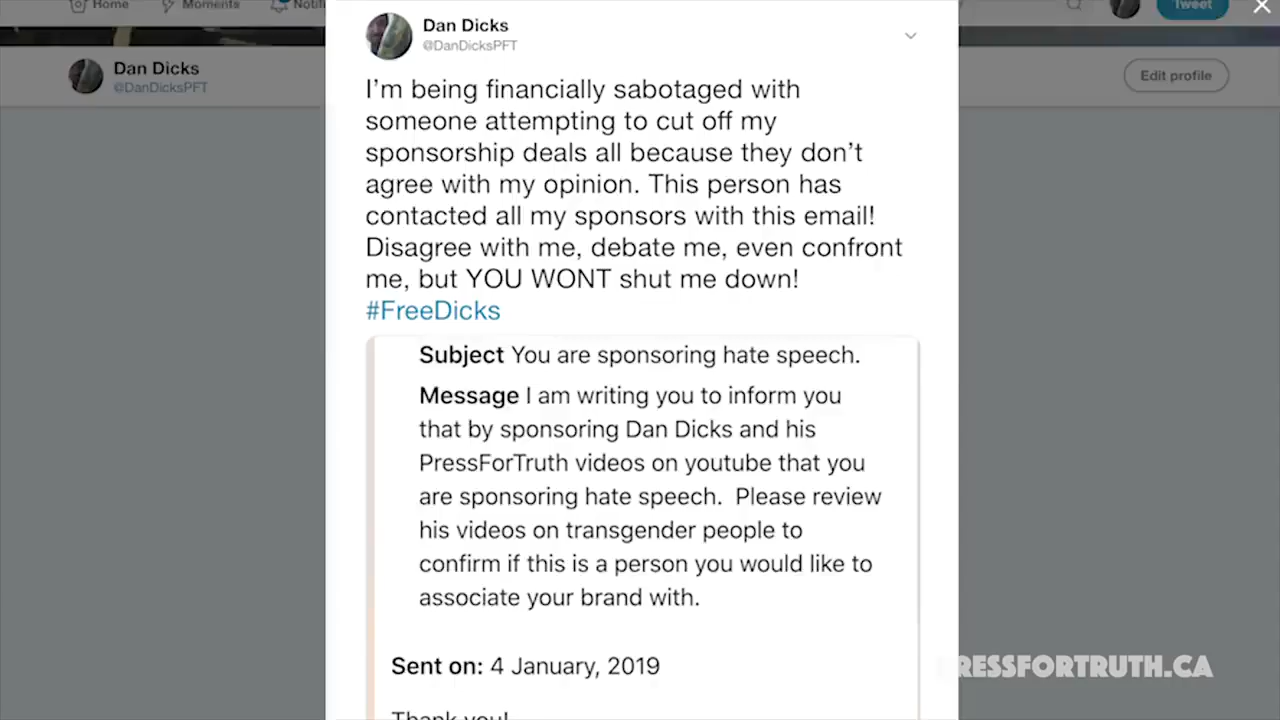 Home Moments Notifi Tweet
Dan Dicks
@DanDicksPFT
Edit profile
Dan Dicks
@DanDicksPFT
I'm being financially sabotaged with
someone attempting to cut off my
sponsorship deals all because they don't
agree with my opinion. This person has
contacted all my sponsors with this email!
Disagree with me, debate me, even confront
me, but YOU WONT shut me down!
#FreeDicks
Subject You are sponsoring hate speech.
Message I am writing you to inform you
that by sponsoring Dan Dicks and his
PressForTruth videos on youtube that you
are sponsoring hate speech. Please review
his videos on transgender people to
confirm if this is a person you would like to
associate your brand with.
Sent on: 4 January, 2019
Thank you!
PRESSFORTRUTH.CA